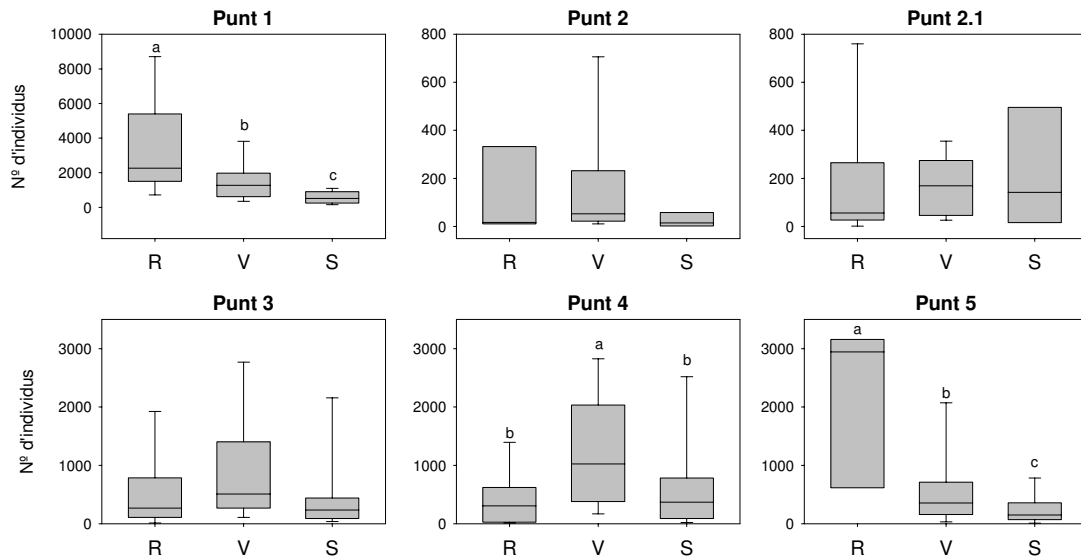 Punt 1
Punt 2
Punt 2.1
Nº d'individus
10000
8000
6000
4000
2000
0
a
b
c
R
V
S
800
600
400
200
0
R
V
S
800
600
400
200
0
R
V
S
Punt 3
Punt 4
Punt 5
Nº d'individus
3000
2000
1000
0
R
V
S
3000
2000
1000
0
b
a
b
R
V
S
3000
2000
1000
0
a
b
c
R
V
S